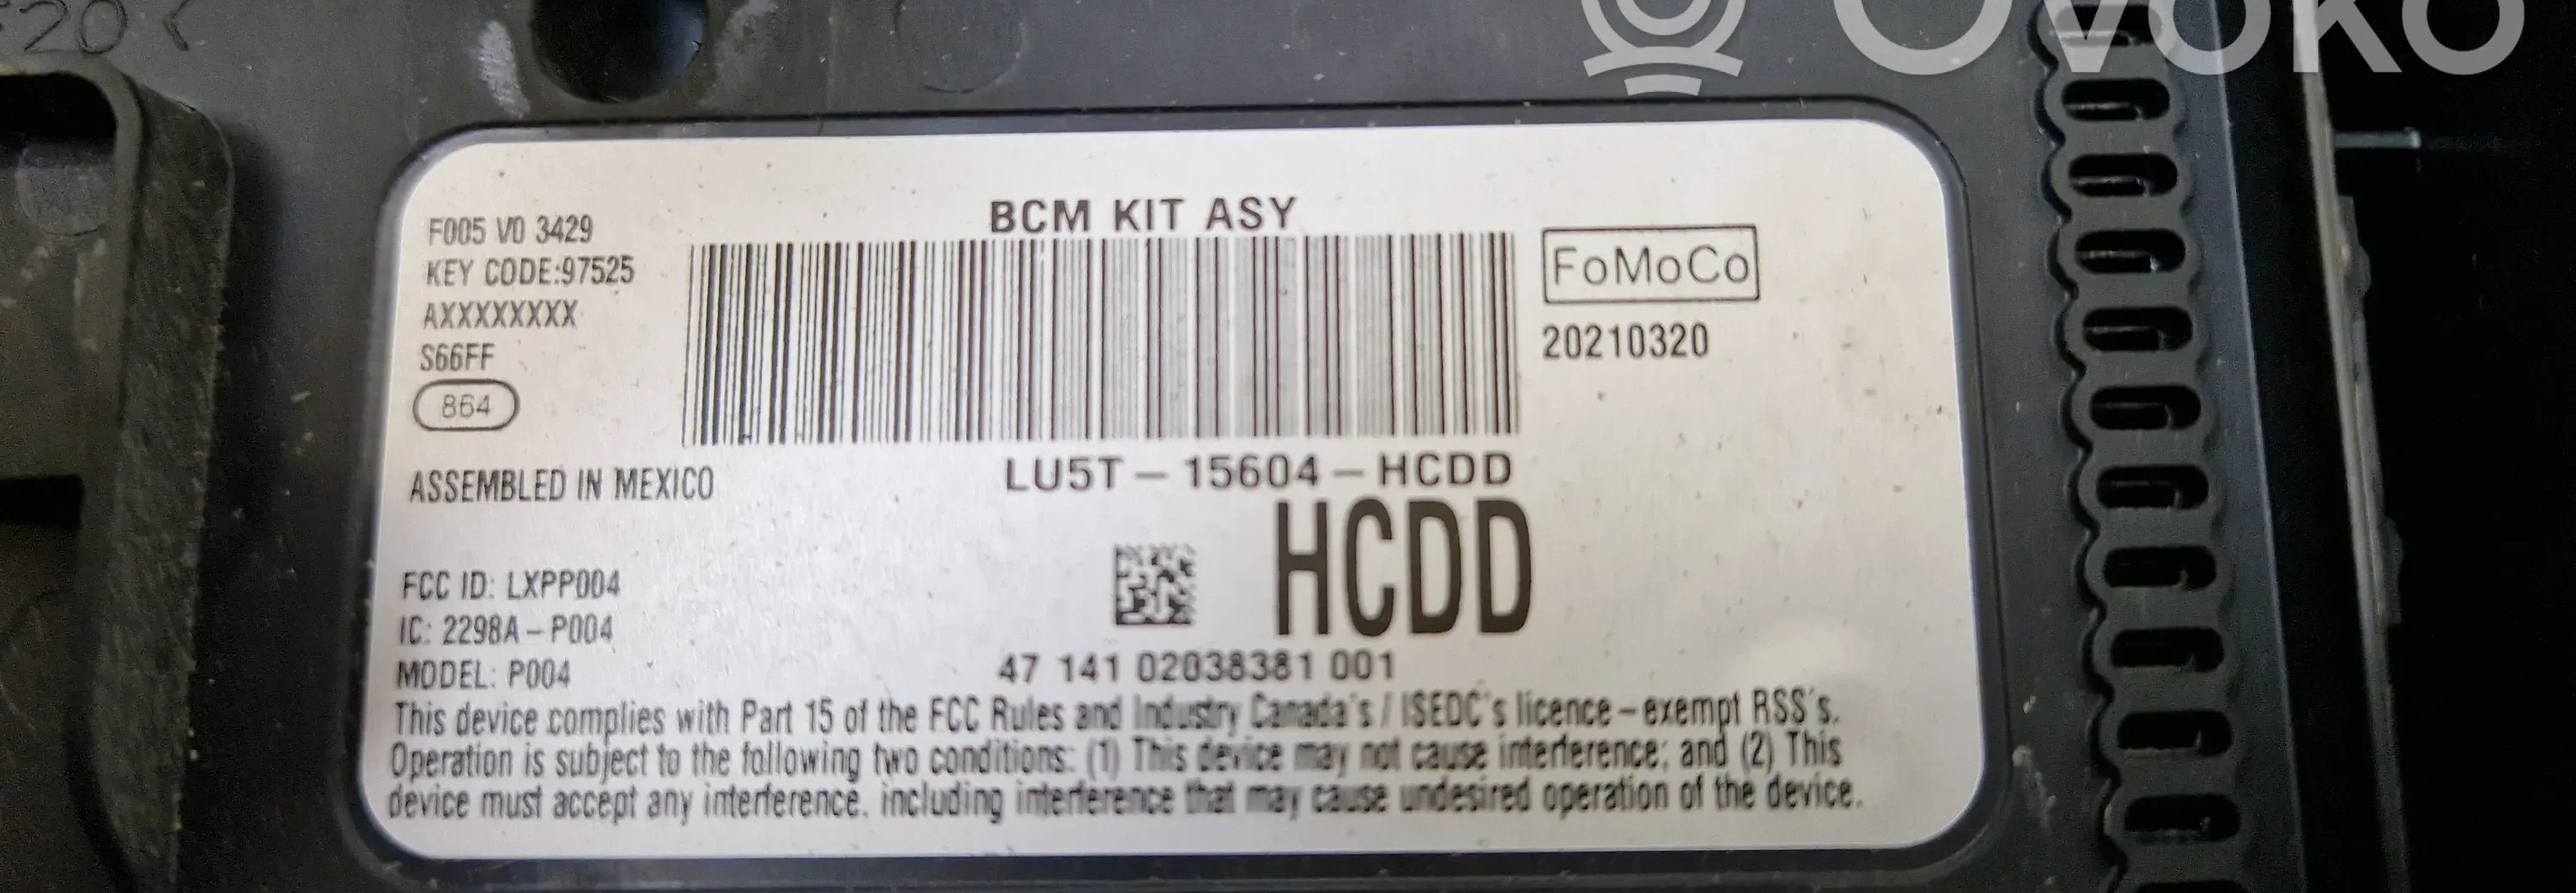 20<
Ovoko
BCM KIT ASY
F005 V0 3429
KEY CODE:97525
AXXXXXXXX
S66FF
864
FoMoCo
20210320
ASSEMBLED IN MEXICO
LU5T-15604-HCDD
HCDD
FCC ID: LXPP004
IC: 2298A-P004
MODEL: P004
47 141 02038381 001
This device complies with Part 15 of the FCC Rules and Industry Canada's / ISEDC's licence-exempt RSS's.
Operation is subject to the following two conditions: (1) This device may not cause interference; and (2) This
device must accept any interference. including interference that may cause undesired operation of the device.